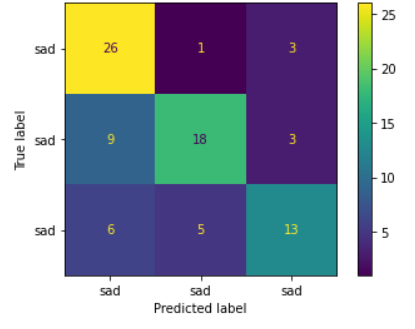 sad 26 1 3
sad 9 18 3
sad 6 5 13
sad sad sad
True label
Predicted label
25
20
15
10
5